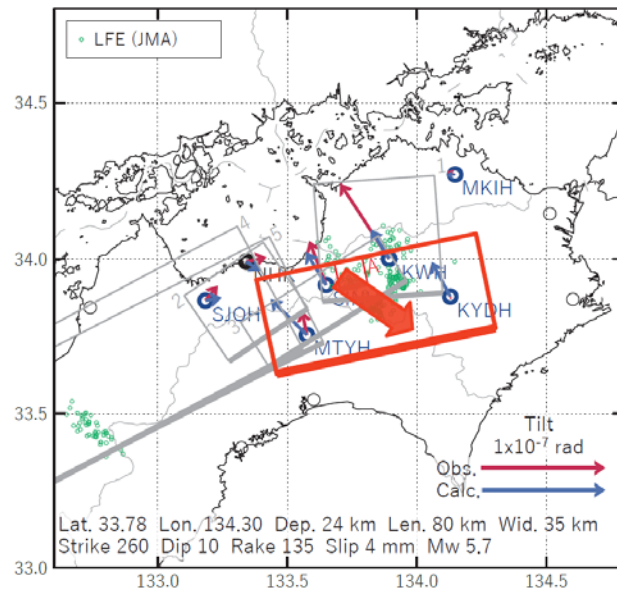 LFE (JMA)
34.5
1
MKIH
4
5
34.0
A
KWH
2
3
SJOH
KYDH
MTYH
33.5
Tilt
1x10⁻⁷ rad
Obs.
Calc.
Lat. 33.78 Lon. 134.30 Dep. 24 km Len. 80 km Wid. 35 km
Strike 260 Dip 10 Rake 135 Slip 4 mm Mw 5.7
33.0
133.0 133.5 134.0 134.5